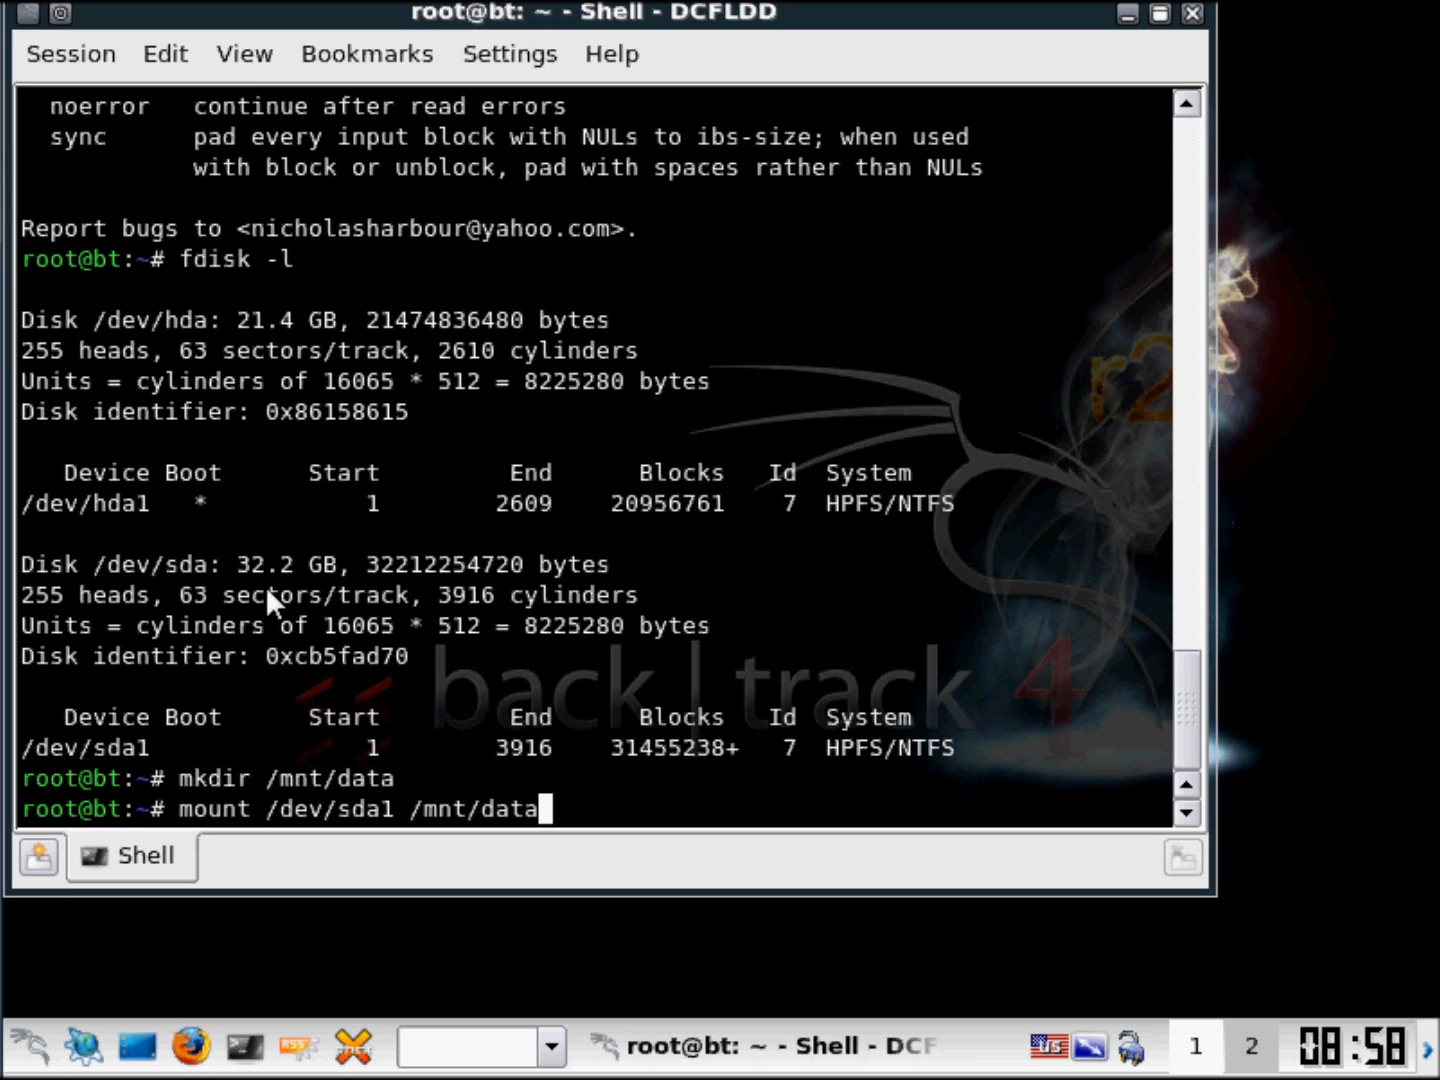 root@bt: ~ - Shell - DCFLDD
Session Edit View Bookmarks Settings Help
noerror continue after read errors
sync pad every input block with NULs to ibs-size; when used
with block or unblock, pad with spaces rather than NULs
Report bugs to <nicholasharbour@yahoo.com>.
root@bt:~# fdisk -l
Disk /dev/hda: 21.4 GB, 21474836480 bytes
255 heads, 63 sectors/track, 2610 cylinders
Units = cylinders of 16065 * 512 = 8225280 bytes
Disk identifier: 0x86158615
Device Boot Start End Blocks Id System
/dev/hda1 * 1 2609 20956761 7 HPFS/NTFS
Disk /dev/sda: 32.2 GB, 32212254720 bytes
255 heads, 63 sectors/track, 3916 cylinders
Units = cylinders of 16065 * 512 = 8225280 bytes
Disk identifier: 0xcb5fad70
Device Boot Start End Blocks Id System
/dev/sda1 1 3916 31455238+ 7 HPFS/NTFS
root@bt:~# mkdir /mnt/data
root@bt:~# mount /dev/sda1 /mnt/data
<< back | track 4
r2
Shell
RSS
root@bt: ~ - Shell - DCF
US
1 2
08:58